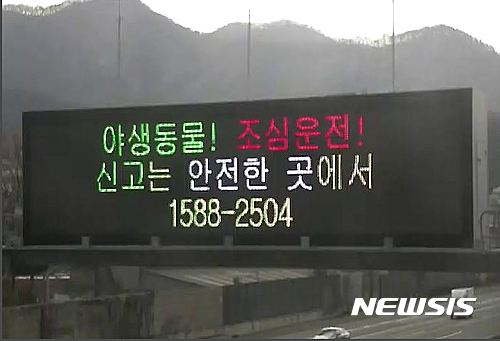 야생동물! 조심운전!
신고는 안전한 곳에서
1588-2504
NEWSIS